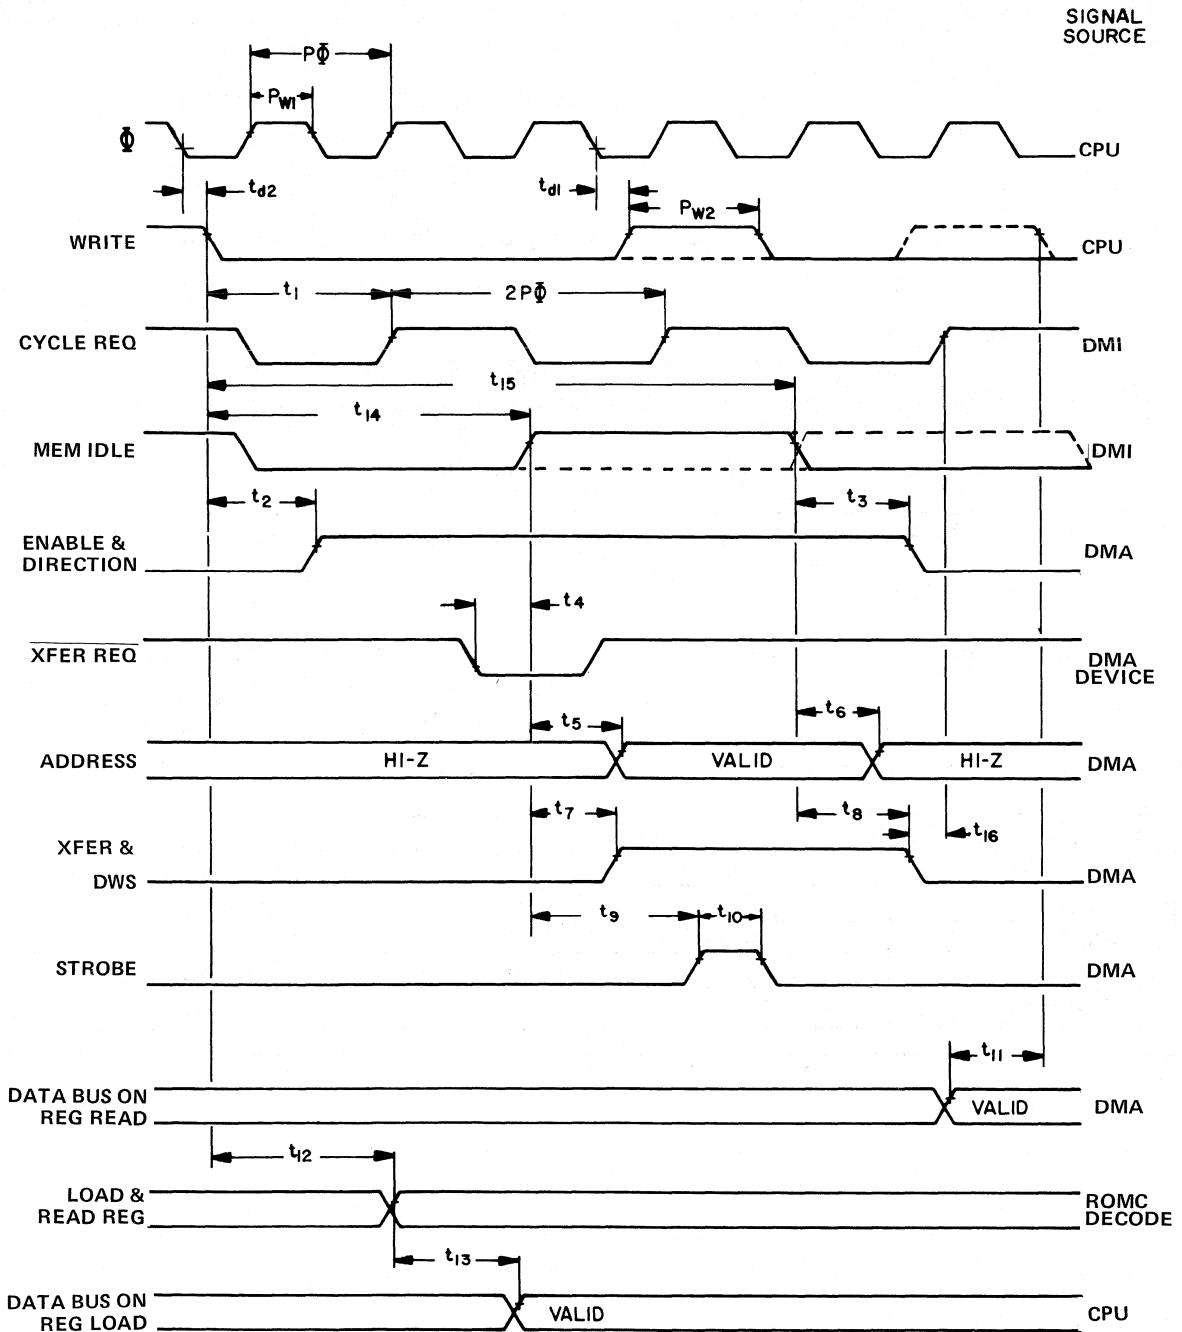 SIGNAL
SOURCE
PΦ
PW1
Φ
CPU
td2
td1
PW2
WRITE
CPU
t1
2PΦ
CYCLE REQ
DMI
t15
t14
MEM IDLE
DMI
t2
t3
ENABLE &
DIRECTION
DMA
t4
XFER REQ
DMA
DEVICE
t5
t6
ADDRESS
HI-Z
VALID
HI-Z
DMA
t7
t8
t16
XFER &
DWS
DMA
t9
t10
STROBE
DMA
t11
DATA BUS ON
REG READ
VALID
DMA
t12
LOAD &
READ REG
ROMC
DECODE
t13
DATA BUS ON
REG LOAD
VALID
CPU